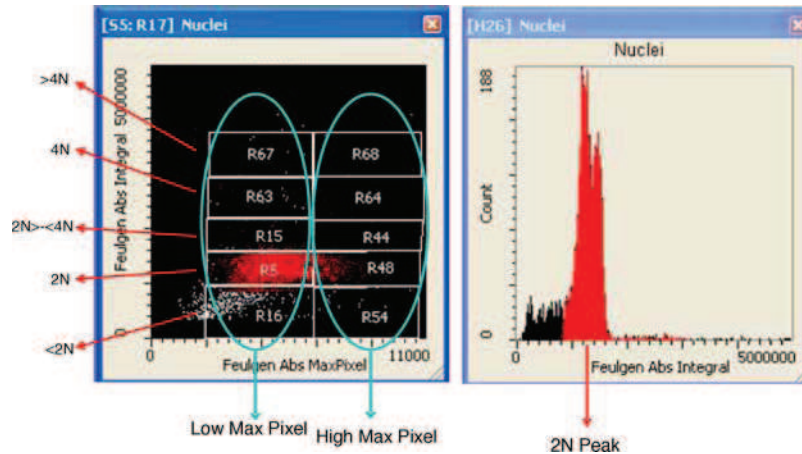 [S5: R17] Nuclei
>4N
4N
2N>-<4N
2N
<2N
Feulgen Abs Integral 5000000
0
R67 R68
R63 R64
R15 R44
R5 R48
R16 R54
0 11000
Feulgen Abs MaxPixel
Low Max Pixel
High Max Pixel
[H26] Nuclei
Nuclei
188
Count
0
0 5000000
Feulgen Abs Integral
2N Peak